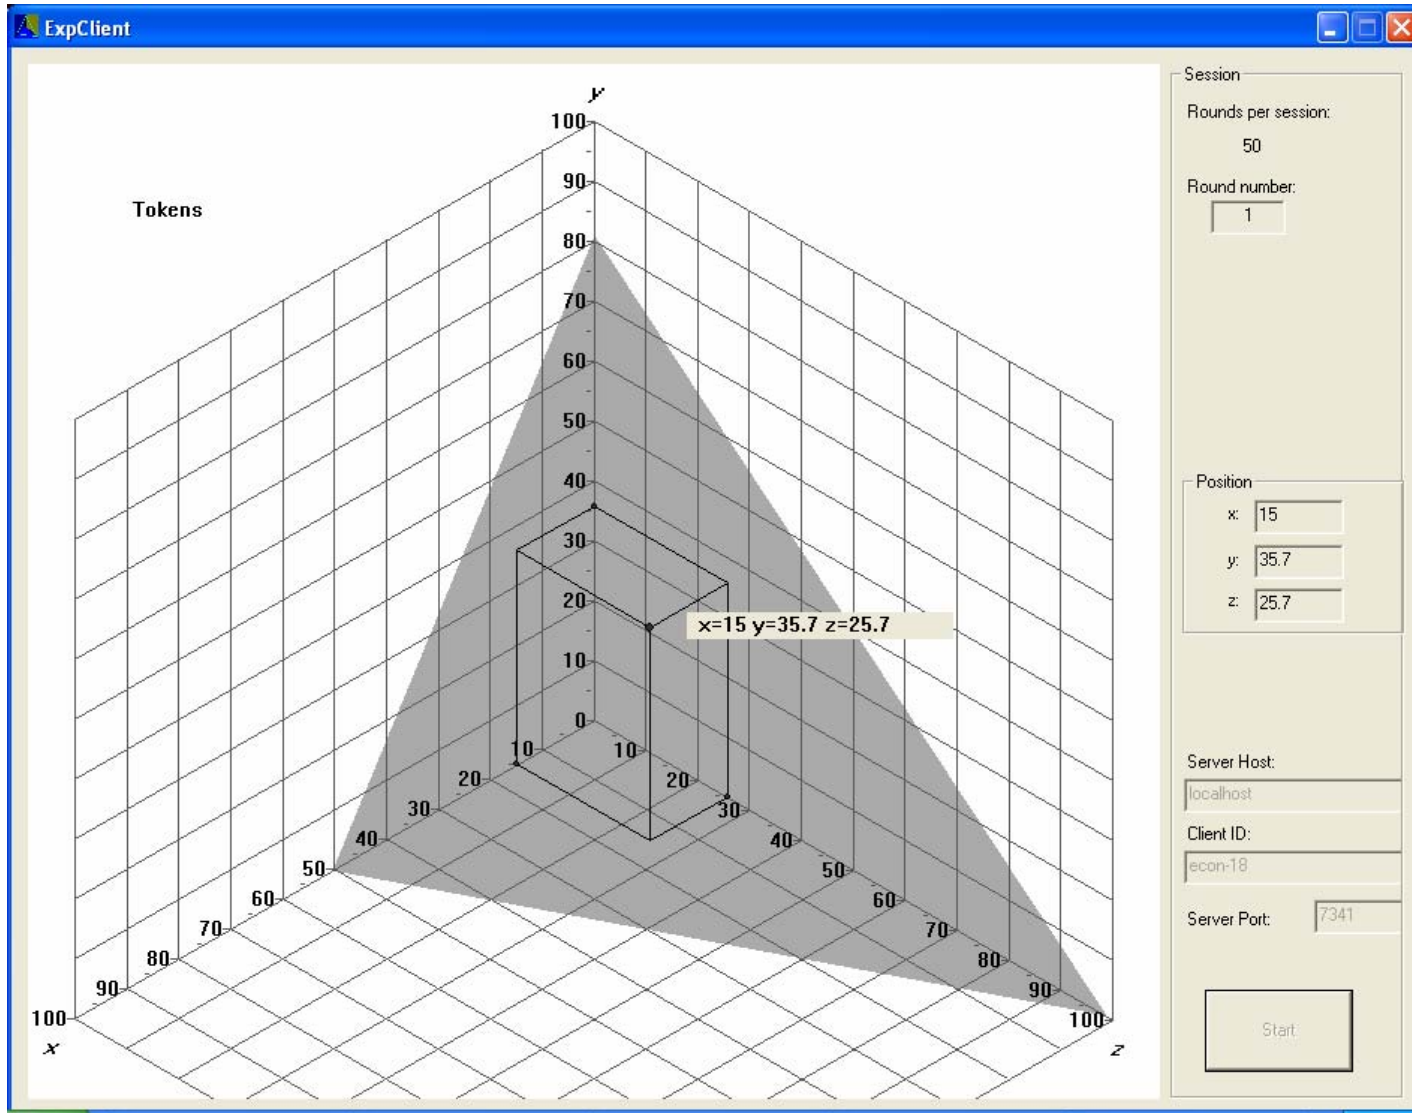 ExpClient
Tokens
y
100
90
80
70
60
50
40
30
20
10
0
10
20
30
40
50
60
70
80
90
100
x
10
20
30
40
50
60
70
80
90
100
z
x=15 y=35.7 z=25.7
Session
Rounds per session:
50
Round number:
1
Position
x: 15
y: 35.7
z: 25.7
Server Host:
localhost
Client ID:
econ-18
Server Port: 7341
Start